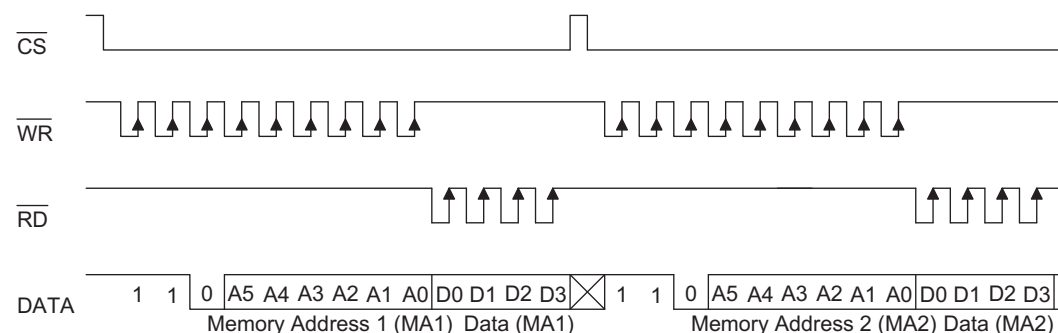 CS
WR
RD
DATA 1 1 0 A5 A4 A3 A2 A1 A0 D0 D1 D2 D3 1 1 0 A5 A4 A3 A2 A1 A0 D0 D1 D2 D3
Memory Address 1 (MA1) Data (MA1) Memory Address 2 (MA2) Data (MA2)